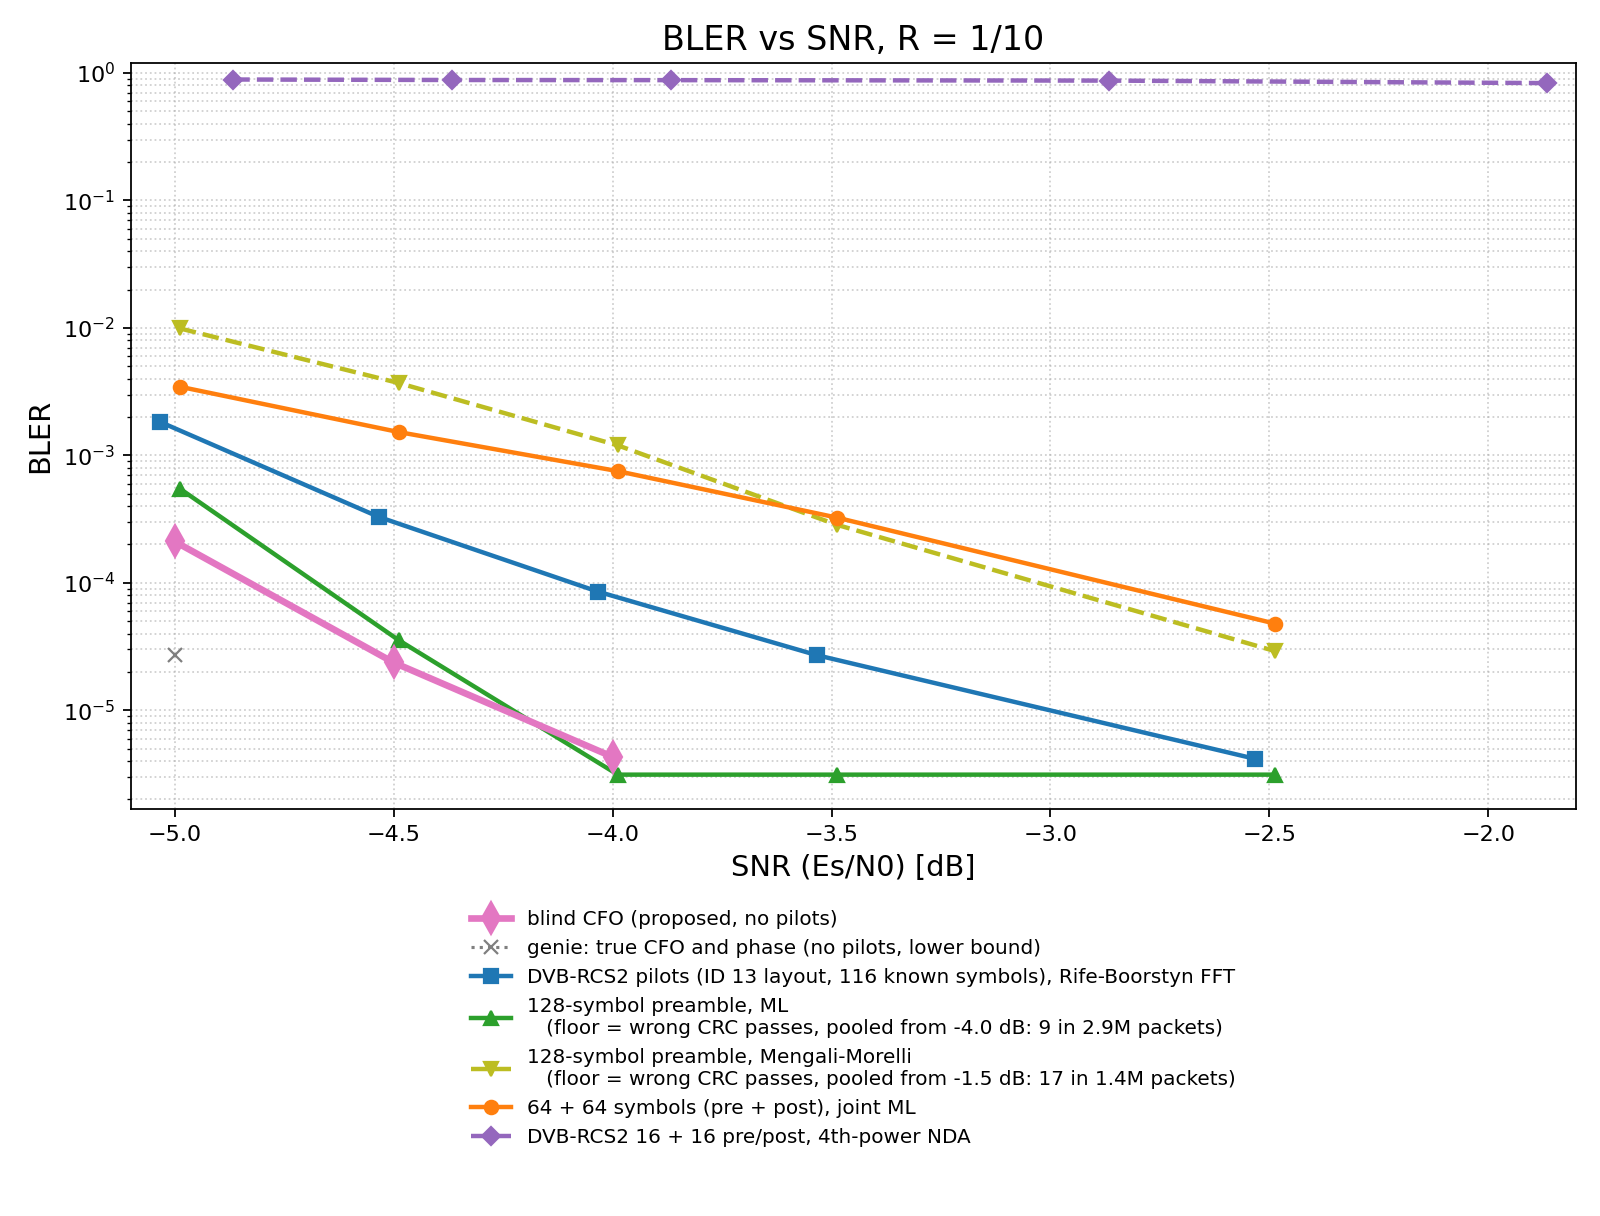 BLER vs SNR, R = 1/10
BLER
10⁰
10⁻¹
10⁻²
10⁻³
10⁻⁴
10⁻⁵
−5.0 −4.5 −4.0 −3.5 −3.0 −2.5 −2.0
SNR (Es/N0) [dB]
blind CFO (proposed, no pilots)
genie: true CFO and phase (no pilots, lower bound)
DVB-RCS2 pilots (ID 13 layout, 116 known symbols), Rife-Boorstyn FFT
128-symbol preamble, ML
(floor = wrong CRC passes, pooled from -4.0 dB: 9 in 2.9M packets)
128-symbol preamble, Mengali-Morelli
(floor = wrong CRC passes, pooled from -1.5 dB: 17 in 1.4M packets)
64 + 64 symbols (pre + post), joint ML
DVB-RCS2 16 + 16 pre/post, 4th-power NDA